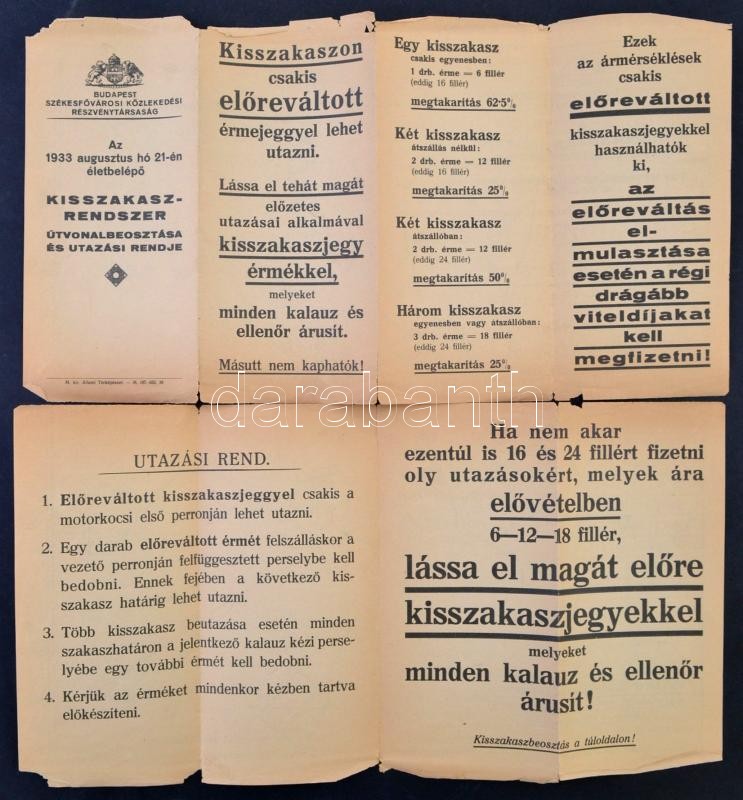 BUDAPEST
SZÉKESFŐVÁROSI KÖZLEKEDÉSI
RÉSZVÉNYTÁRSASÁG
Az
1933 augusztus hó 21-én
életbelépő
KISSZAKASZ-
RENDSZER
ÚTVONALBEOSZTÁSA
ÉS UTAZÁSI RENDJE
Kisszakaszon
csakis
előreváltott
érmejeggyel lehet
utazni.
Lássa el tehát magát
előzetes
utazásai alkalmával
kisszakaszjegy
érmékkel,
melyeket
minden kalauz és
ellenőr árusít.
Másutt nem kaphatók!
Egy kisszakasz
csakis egyenesben:
1 drb. érme = 6 fillér
(eddig 16 fillér)
megtakarítás 62·5%
Két kisszakasz
átszállás nélkül:
2 drb. érme = 12 fillér
(eddig 16 fillér)
megtakarítás 25%
Két kisszakasz
átszállóban:
2 drb. érme = 12 fillér
(eddig 24 fillér)
megtakarítás 50%
Három kisszakasz
egyenesben vagy átszállóban:
3 drb. érme = 18 fillér
(eddig 24 fillér)
megtakarítás 25%
Ezek
az ármérséklések
csakis
előreváltott
kisszakaszjegyekkel
használhatók
ki,
az
előreváltás
el-
mulasztása
esetén a régi
drágább
viteldíjakat
kell
megfizetni!
M. kir. Állami Térképészet. —
darabanth
UTAZÁSI REND.
1. Előreváltott kisszakaszjeggyel csakis a
motorkocsi első perronján lehet utazni.
2. Egy darab előreváltott érmét felszálláskor a
vezető perronján felfüggesztett perselybe kell
bedobni. Ennek fejében a következő kis-
szakasz határig lehet utazni.
3. Több kisszakasz beutazása esetén minden
szakaszhatáron a jelentkező kalauz kézi perse-
lyébe egy további érmét kell bedobni.
4. Kérjük az érméket mindenkor kézben tartva
előkészíteni.
Ha nem akar
ezentúl is 16 és 24 fillért fizetni
oly utazásokért, melyek ára
elővételben
6—12—18 fillér,
lássa el magát előre
kisszakaszjegyekkel
melyeket
minden kalauz és ellenőr
árusít!
Kisszakaszbeosztás a túloldalon!